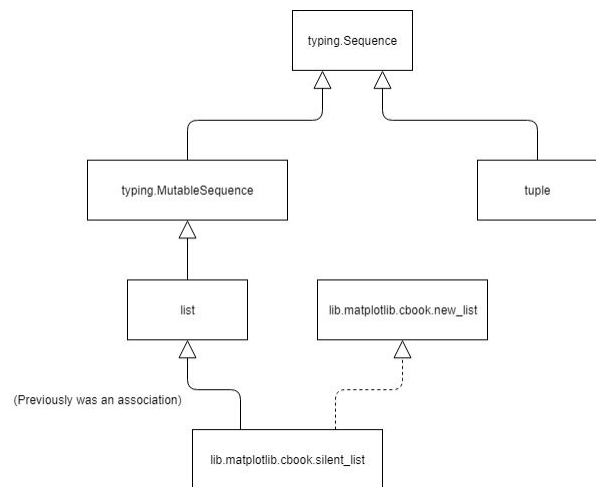 typing.Sequence
typing.MutableSequence
tuple
list
lib.matplotlib.cbook.new_list
(Previously was an association)
lib.matplotlib.cbook.silent_list